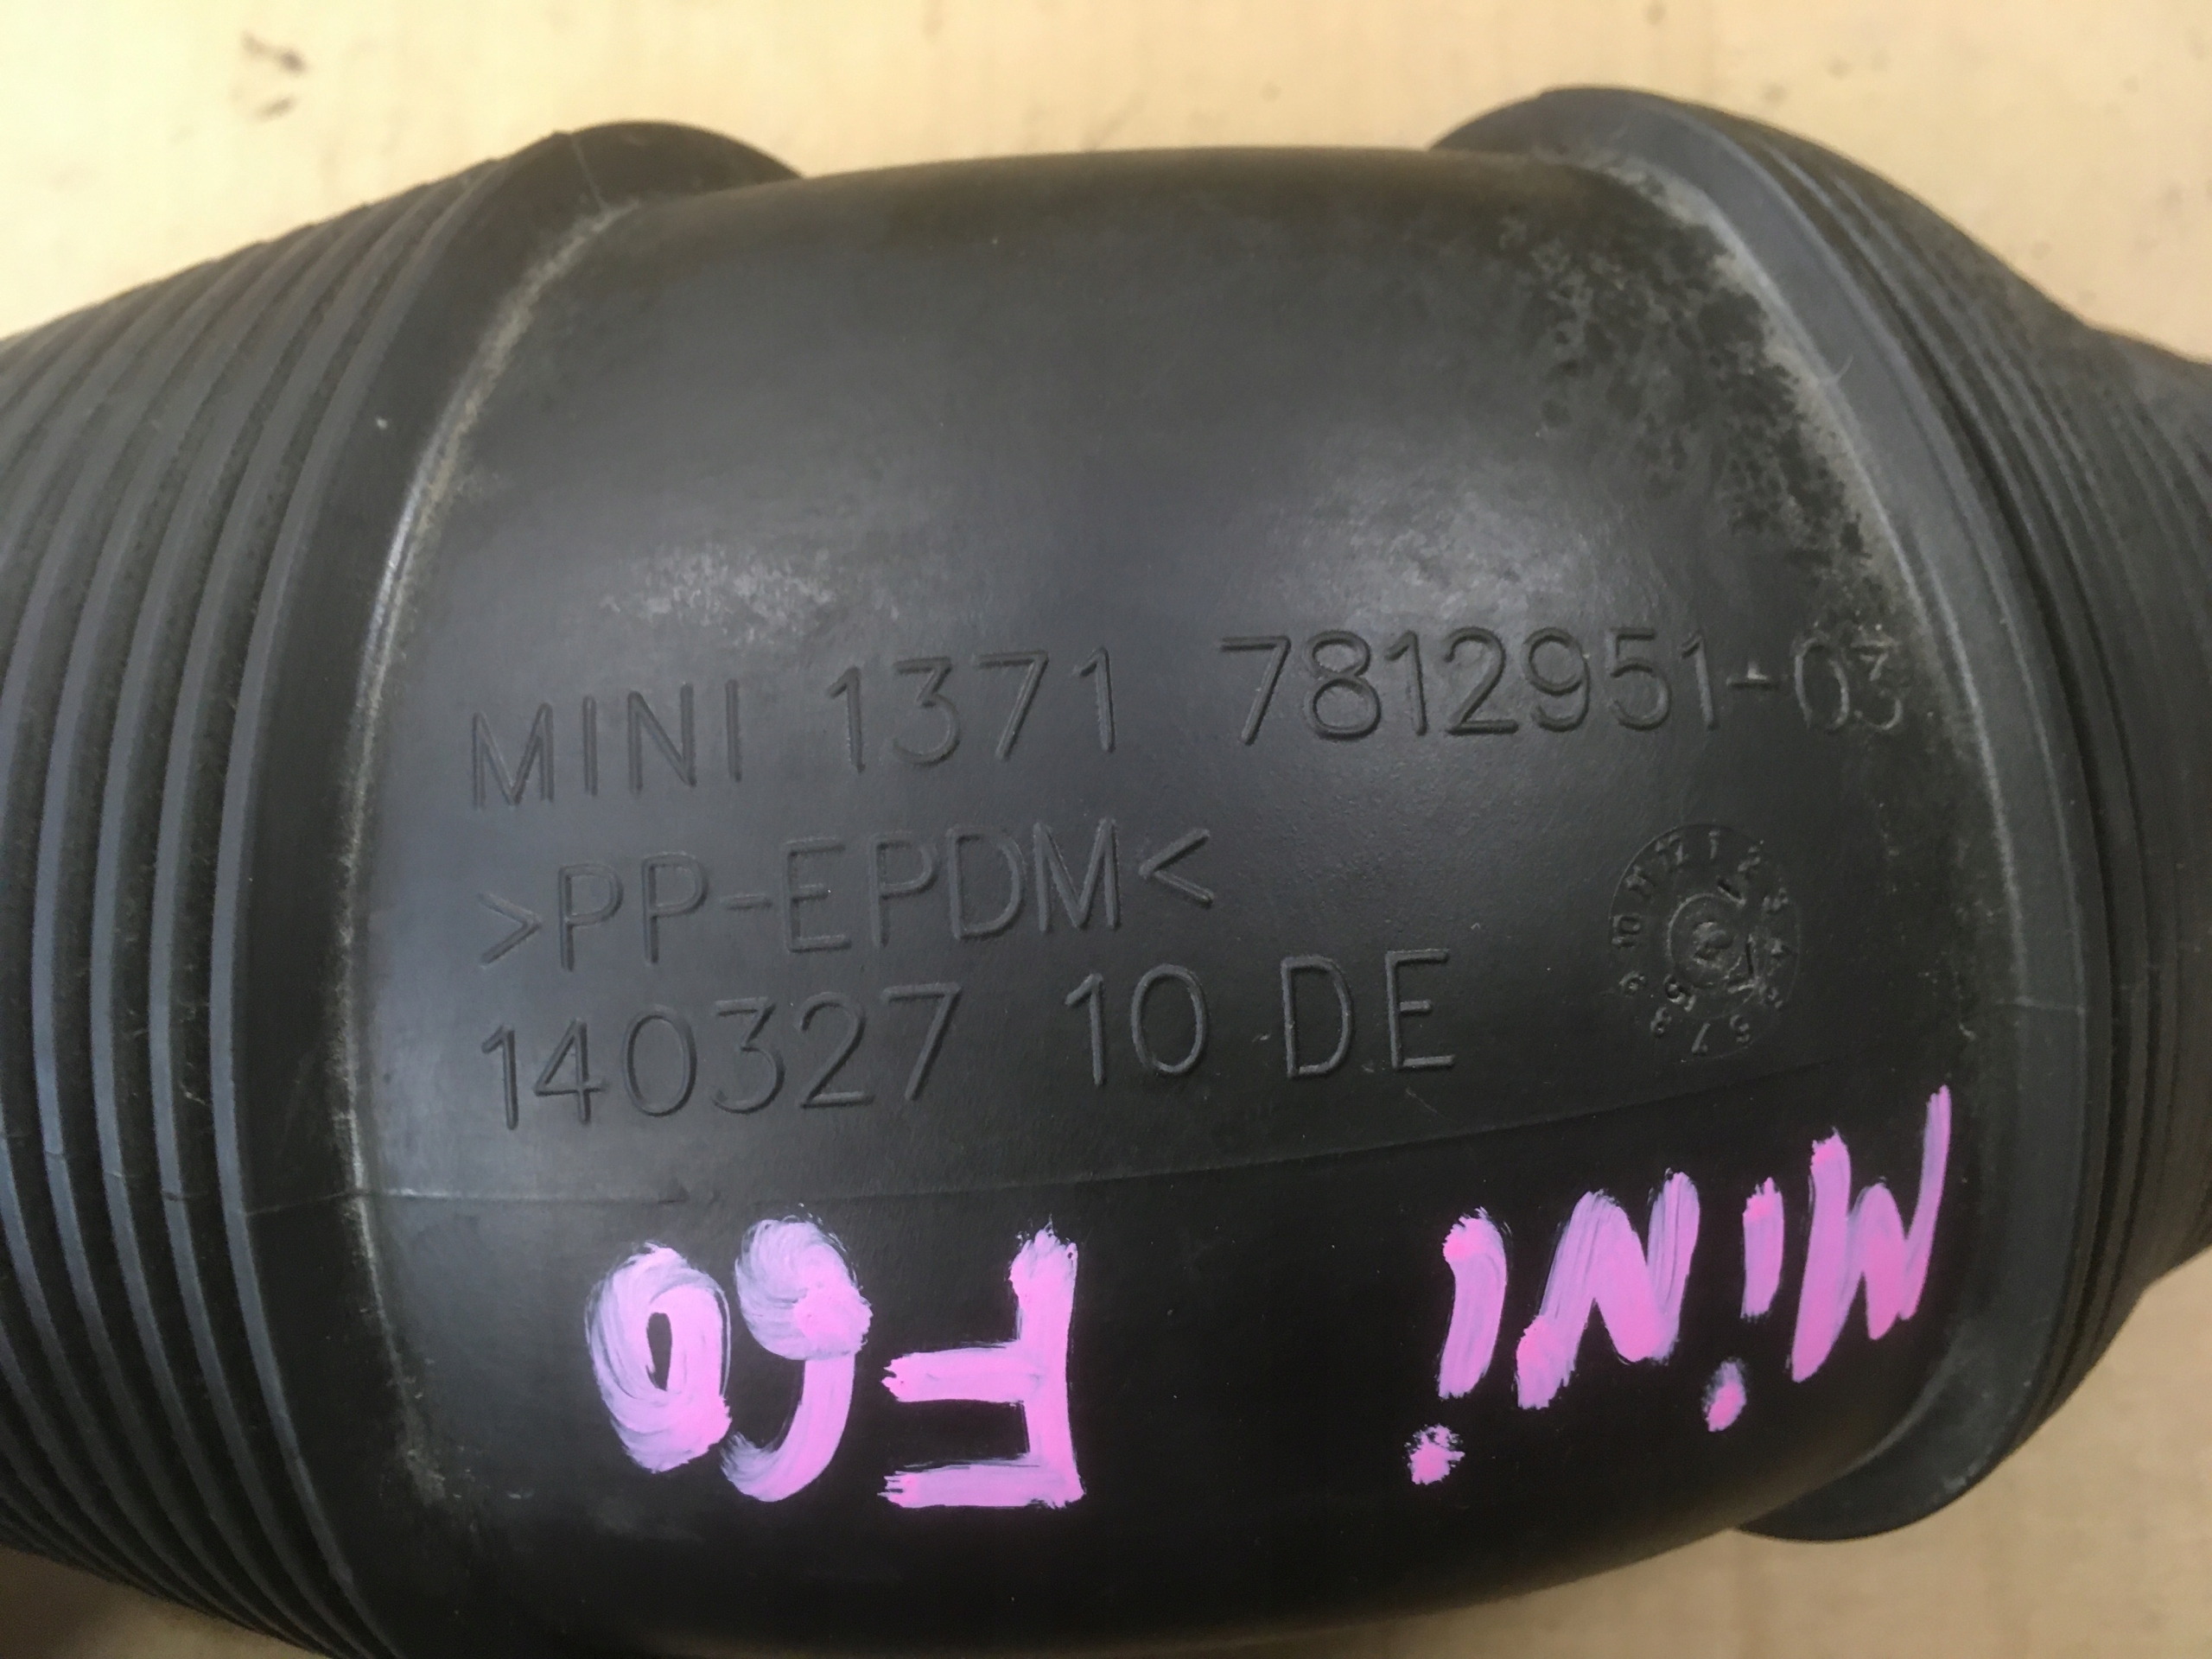 MINI 1371 7812951-03
>PP-EPDM<
140327 10 DE
MiNi F60